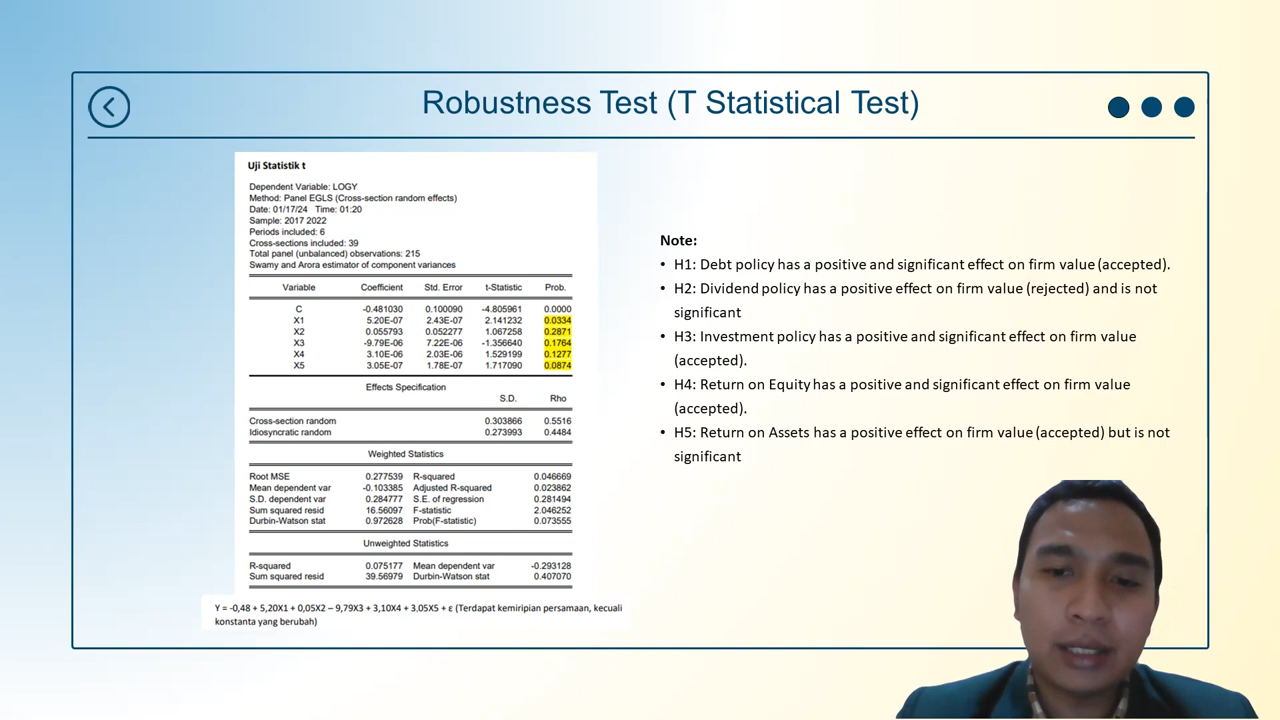 Robustness Test (T Statistical Test)
Uji Statistik t
Dependent Variable: LOGY
Method: Panel EGLS (Cross-section random effects)
Date: 01/17/24 Time: 01:20
Sample: 2017 2022
Periods included: 6
Cross-sections included: 39
Total panel (unbalanced) observations: 215
Swamy and Arora estimator of component variances
Variable Coefficient Std. Error t-Statistic Prob.
C -0.481030 0.100090 -4.805961 0.0000
X1 5.20E-07 2.43E-07 2.141232 0.0334
X2 0.055793 0.052277 1.067258 0.2871
X3 -9.79E-06 7.22E-06 -1.356640 0.1764
X4 3.10E-06 2.03E-06 1.529199 0.1277
X5 3.05E-07 1.78E-07 1.717090 0.0874
Effects Specification
S.D. Rho
Cross-section random 0.303866 0.5516
Idiosyncratic random 0.273993 0.4484
Weighted Statistics
Root MSE 0.277539 R-squared 0.046669
Mean dependent var -0.103385 Adjusted R-squared 0.023862
S.D. dependent var 0.284777 S.E. of regression 0.281494
Sum squared resid 16.56097 F-statistic 2.046252
Durbin-Watson stat 0.972628 Prob(F-statistic) 0.073555
Unweighted Statistics
R-squared 0.075177 Mean dependent var -0.293128
Sum squared resid 39.56979 Durbin-Watson stat 0.407070
Y = -0,48 + 5,20X1 + 0,05X2 – 9,79X3 + 3,10X4 + 3,05X5 + ε (Terdapat kemiripian persamaan, kecuali
konstanta yang berubah)
Note:
• H1: Debt policy has a positive and significant effect on firm value (accepted).
• H2: Dividend policy has a positive effect on firm value (rejected) and is not
significant
• H3: Investment policy has a positive and significant effect on firm value
(accepted).
• H4: Return on Equity has a positive and significant effect on firm value
(accepted).
• H5: Return on Assets has a positive effect on firm value (accepted) but is not
significant